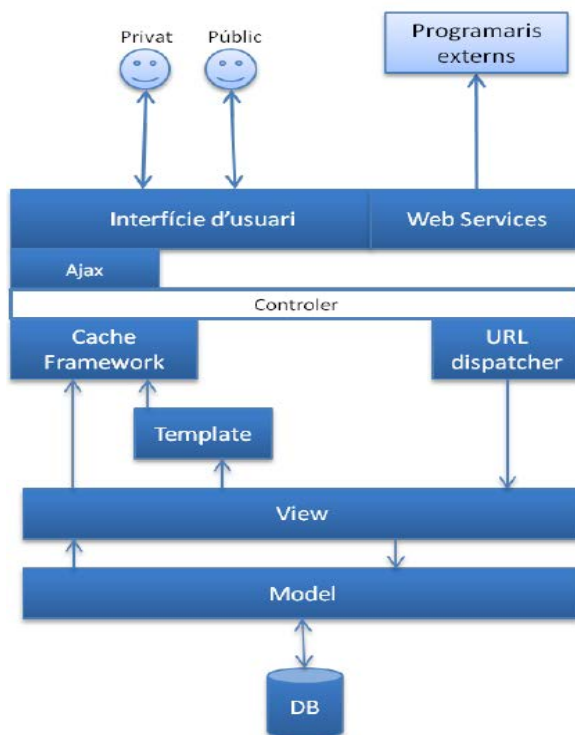 Privat
Públic
Programaris
externs
Interfície d'usuari
Web Services
Ajax
Controler
Cache
Framework
URL
dispatcher
Template
View
Model
DB